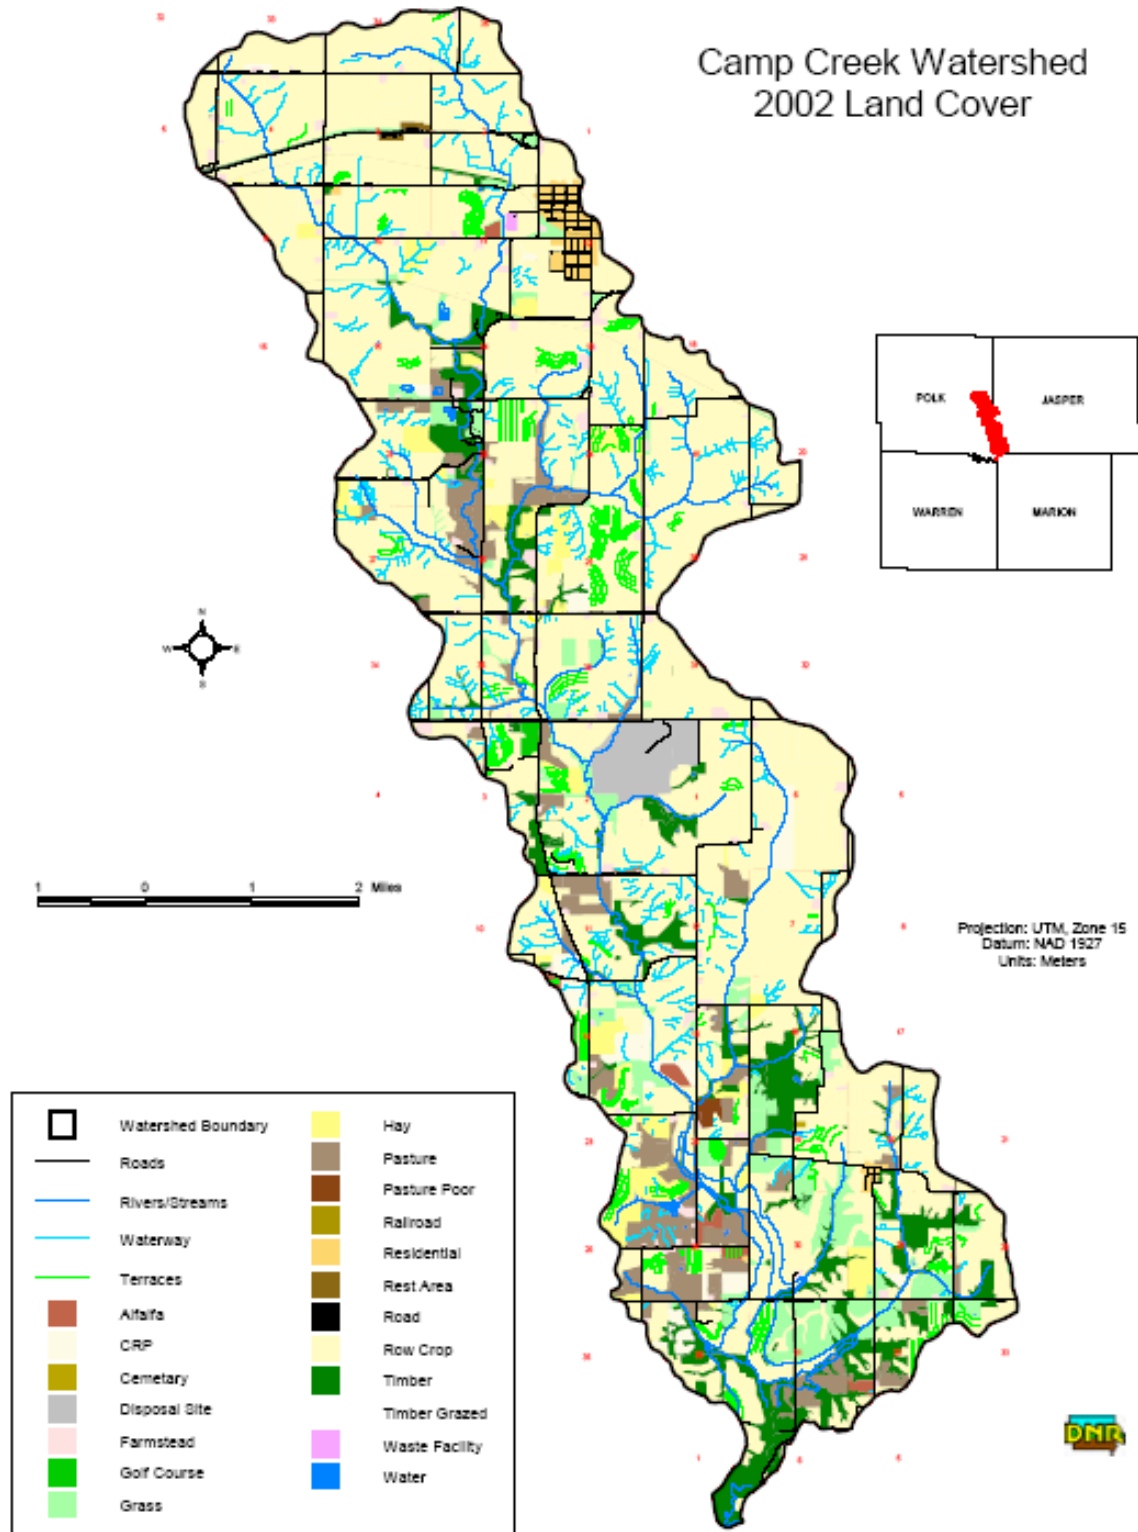 Camp Creek Watershed
2002 Land Cover
POLK
JASPER
WARREN
MARION
N
W
E
S
1 0 1 2 Miles
Projection: UTM, Zone 15
Datum: NAD 1927
Units: Meters
Watershed Boundary
Roads
Rivers/Streams
Waterway
Terraces
Alfalfa
CRP
Cemetary
Disposal Site
Farmstead
Golf Course
Grass
Hay
Pasture
Pasture Poor
Railroad
Residential
Rest Area
Road
Row Crop
Timber
Timber Grazed
Waste Facility
Water
DNR